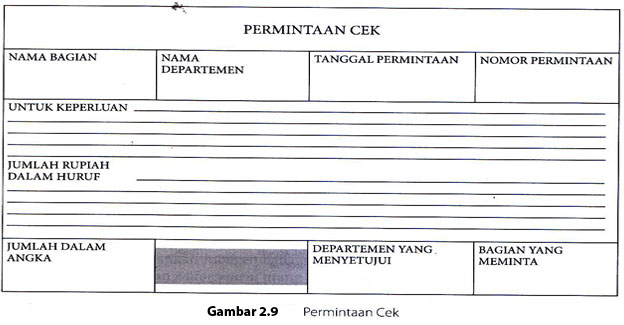 PERMINTAAN CEK
NAMA BAGIAN
NAMA
DEPARTEMEN
TANGGAL PERMINTAAN
NOMOR PERMINTAAN
UNTUK KEPERLUAN
JUMLAH RUPIAH
DALAM HURUF
JUMLAH DALAM
ANGKA
DEPARTEMEN YANG
MENYETUJUI
BAGIAN YANG
MEMINTA
Gambar 2.9 Permintaan Cek